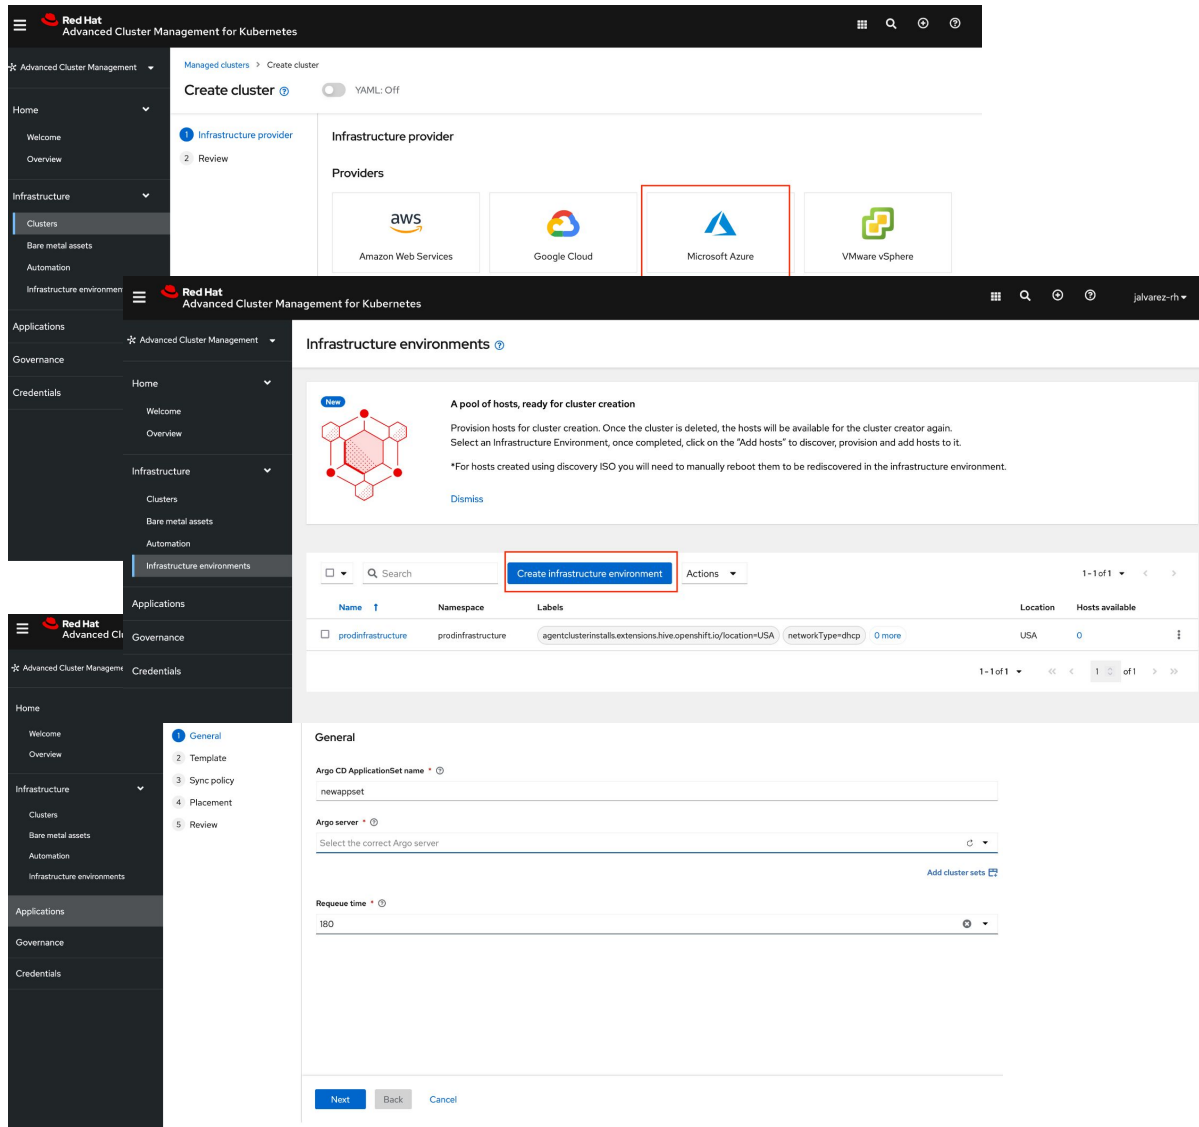 Red Hat
Advanced Cluster Management for Kubernetes
Advanced Cluster Management
Home
Welcome
Overview
Infrastructure
Clusters
Bare metal assets
Automation
Infrastructure environmen
Applications
Governance
Credentials
Managed clusters > Create cluster
Create cluster
YAML: Off
1 Infrastructure provider
2 Review
Infrastructure provider
Providers
aws
Amazon Web Services
Google Cloud
Microsoft Azure
VMware vSphere
Red Hat
Advanced Cluster Management for Kubernetes
jalvarez-rh
Advanced Cluster Management
Home
Welcome
Overview
Infrastructure
Clusters
Bare metal assets
Automation
Infrastructure environments
Applications
Governance
Credentials
Infrastructure environments
New
A pool of hosts, ready for cluster creation
Provision hosts for cluster creation. Once the cluster is deleted, the hosts will be available for the cluster creator again.
Select an Infrastructure Environment, once completed, click on the "Add hosts" to discover, provision and add hosts to it.
*For hosts created using discovery ISO you will need to manually reboot them to be rediscovered in the infrastructure environment.
Dismiss
Search
Create infrastructure environment
Actions
1-1 of 1
Name Namespace Labels Location Hosts available
prodinfrastructure prodinfrastructure agentclusterinstalls.extensions.hive.openshift.io/location=USA networkType=dhcp 0 more USA 0
1-1 of 1 1 of 1
Red Hat
Advanced Cl
Advanced Cluster Manageme
Home
Welcome
Overview
Infrastructure
Clusters
Bare metal assets
Automation
Infrastructure environments
Applications
Governance
Credentials
1 General
2 Template
3 Sync policy
4 Placement
5 Review
General
Argo CD ApplicationSet name *
newappset
Argo server *
Select the correct Argo server
Add cluster sets
Requeue time *
180
Next Back Cancel